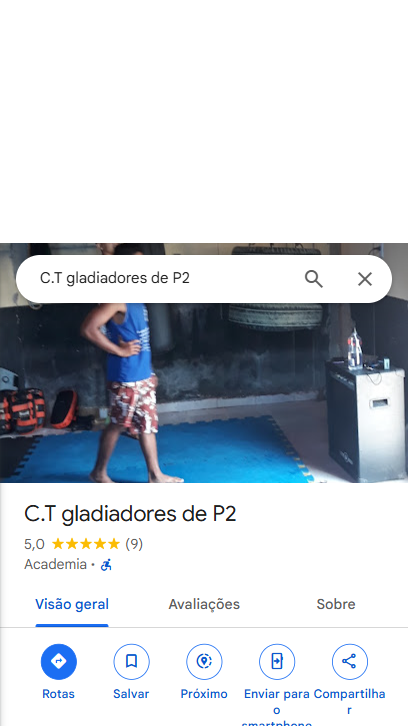 C.T gladiadores de P2
C.T gladiadores de P2
5,0 (9)
Academia ·
Visão geral Avaliações Sobre
Rotas Salvar Próximo Enviar para Compartilha
o r
smartphone